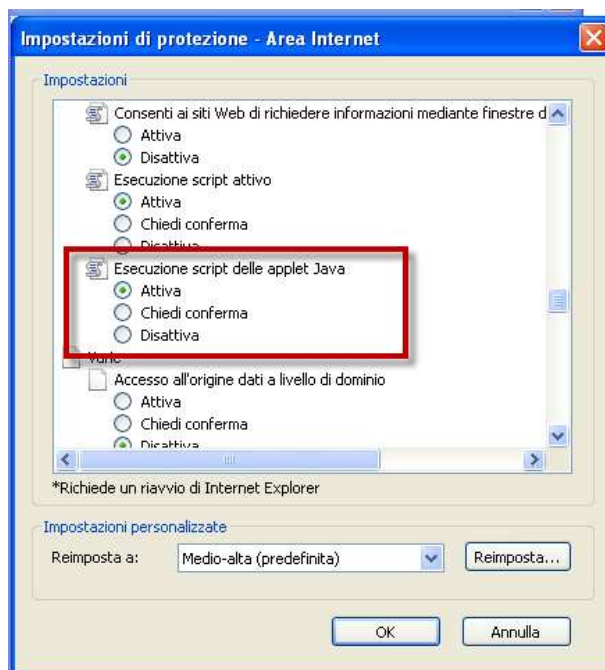 Impostazioni di protezione - Area Internet
Impostazioni
Consenti ai siti Web di richiedere informazioni mediante finestre d
Attiva
Disattiva
Esecuzione script attivo
Attiva
Chiedi conferma
Disattiva
Esecuzione script delle applet Java
Attiva
Chiedi conferma
Disattiva
Varie
Accesso all'origine dati a livello di dominio
Attiva
Chiedi conferma
Disattiva
*Richiede un riavvio di Internet Explorer
Impostazioni personalizzate
Reimposta a: Medio-alta (predefinita) Reimposta...
OK Annulla